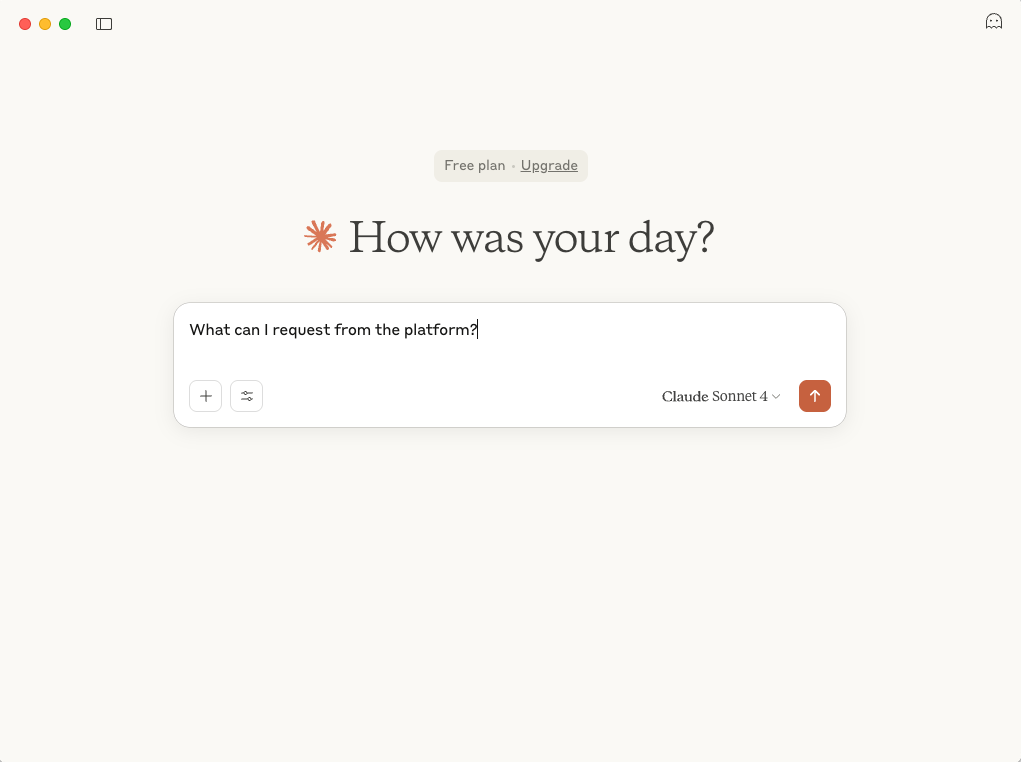 Free plan · Upgrade
How was your day?
What can I request from the platform?
Claude Sonnet 4